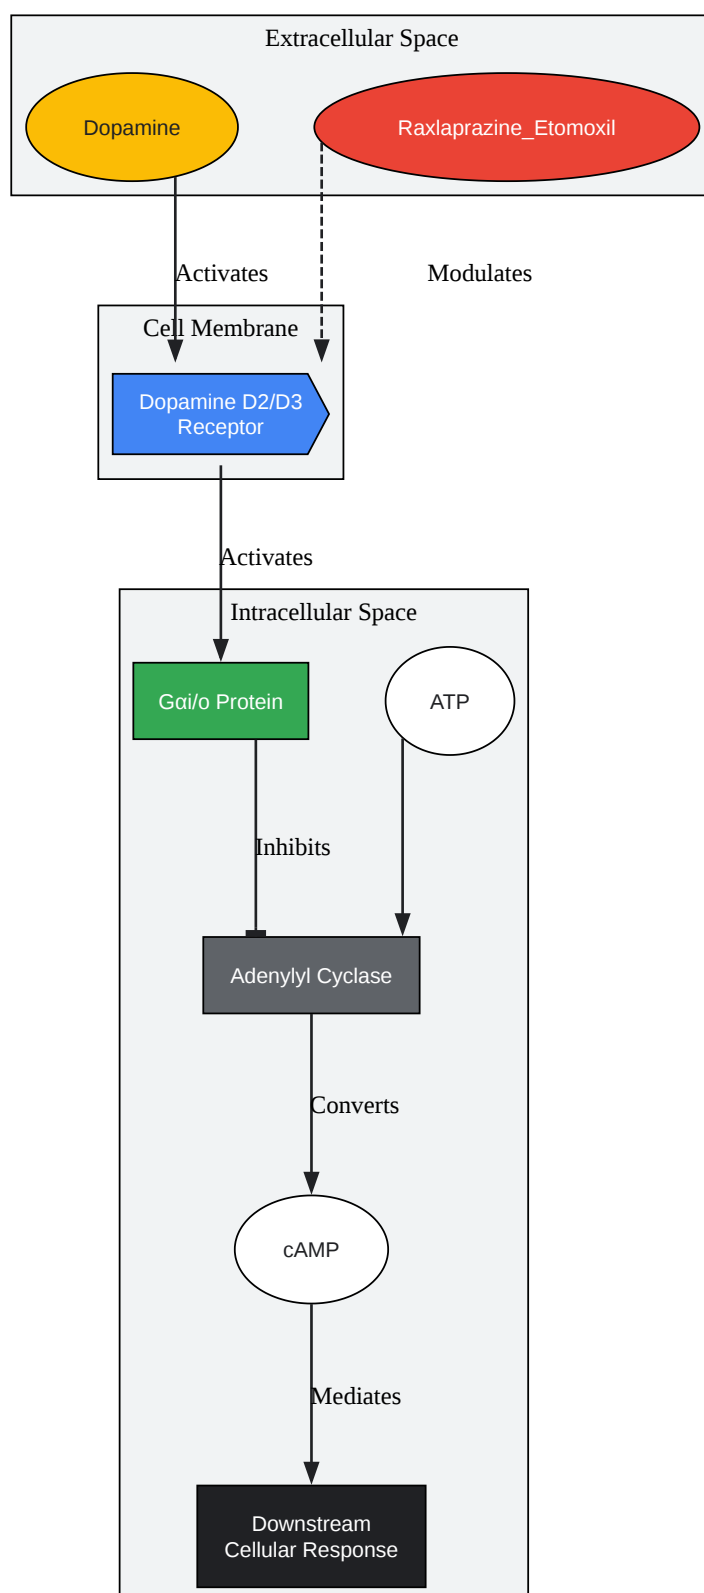 Extracellular Space
Dopamine
Raxlaprazine_Etomoxil
Activates
Modulates
Cell Membrane
Dopamine D2/D3
Receptor
Activates
Intracellular Space
Gαi/o Protein
ATP
Inhibits
Adenylyl Cyclase
Converts
cAMP
Mediates
Downstream
Cellular Response